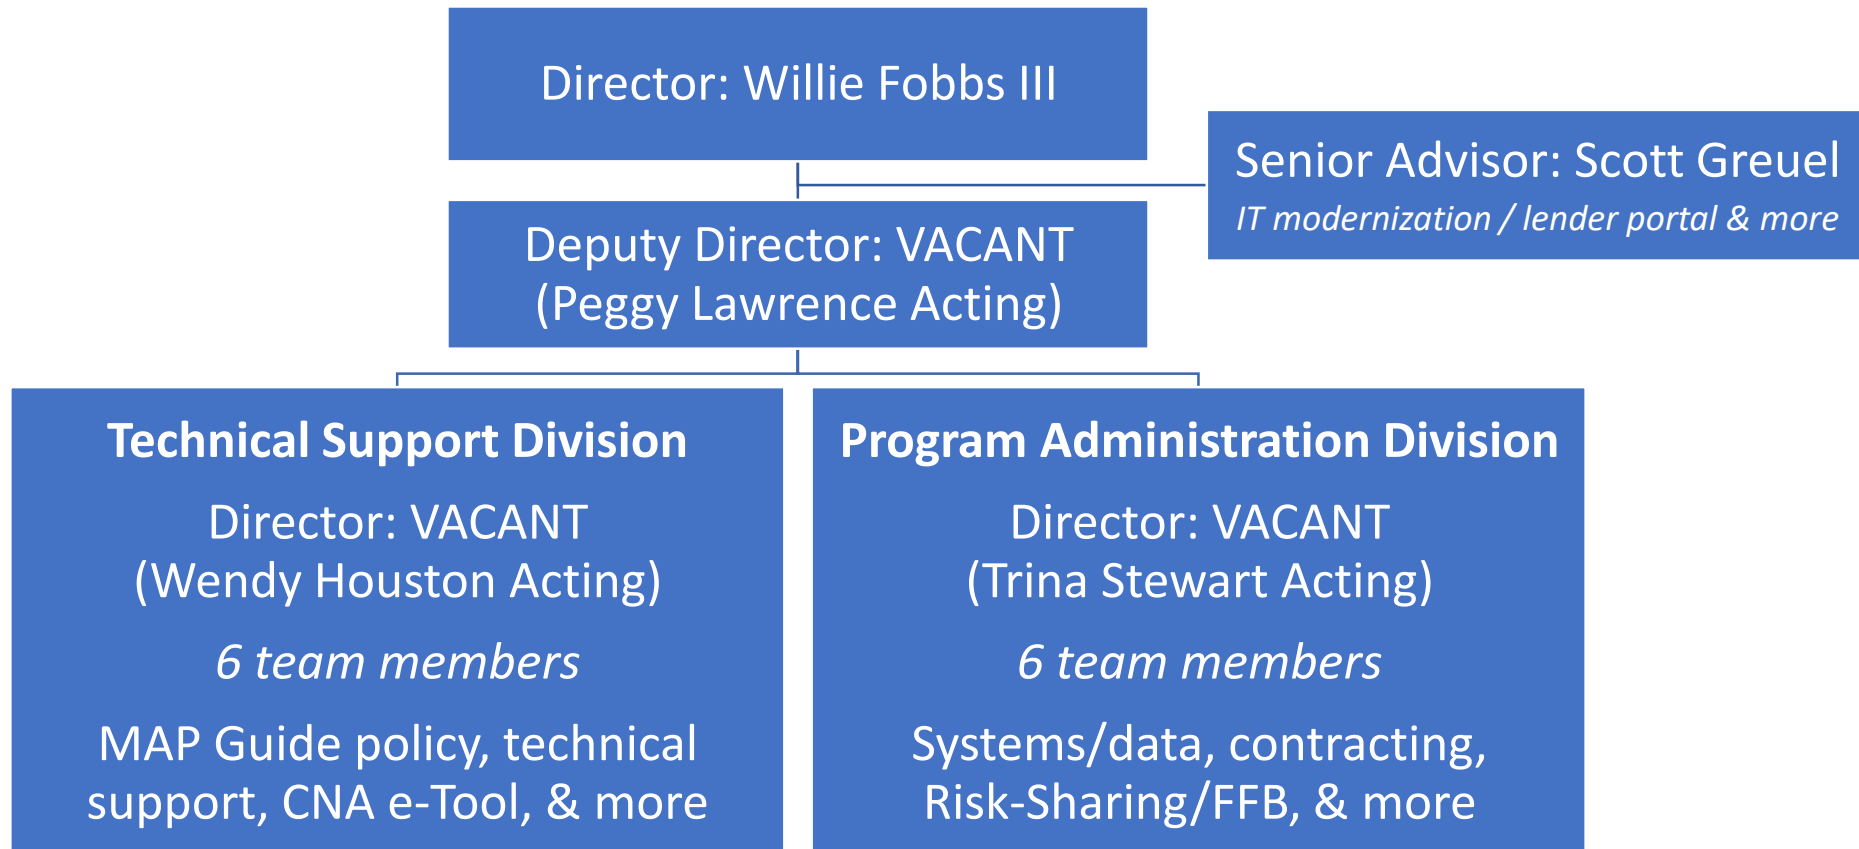 Director: Willie Fobbs III
Senior Advisor: Scott Greuel
IT modernization / lender portal & more
Deputy Director: VACANT
(Peggy Lawrence Acting)
Technical Support Division
Director: VACANT
(Wendy Houston Acting)
6 team members
MAP Guide policy, technical
support, CNA e-Tool, & more
Program Administration Division
Director: VACANT
(Trina Stewart Acting)
6 team members
Systems/data, contracting,
Risk-Sharing/FFB, & more